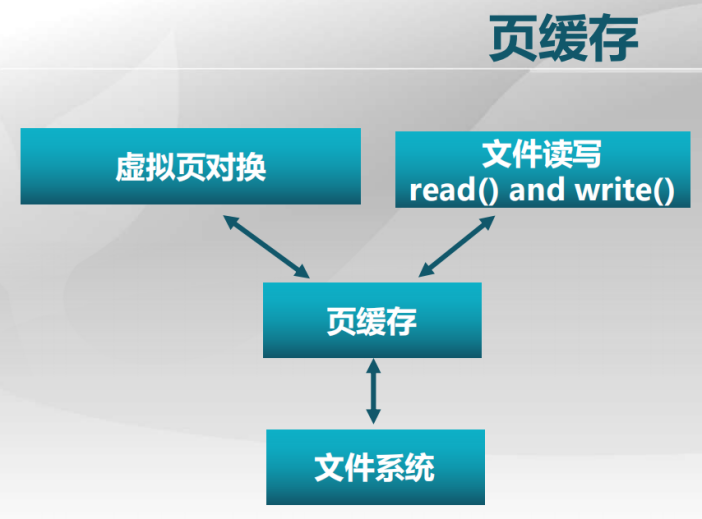 页缓存
虚拟页对换
文件读写
read() and write()
页缓存
文件系统